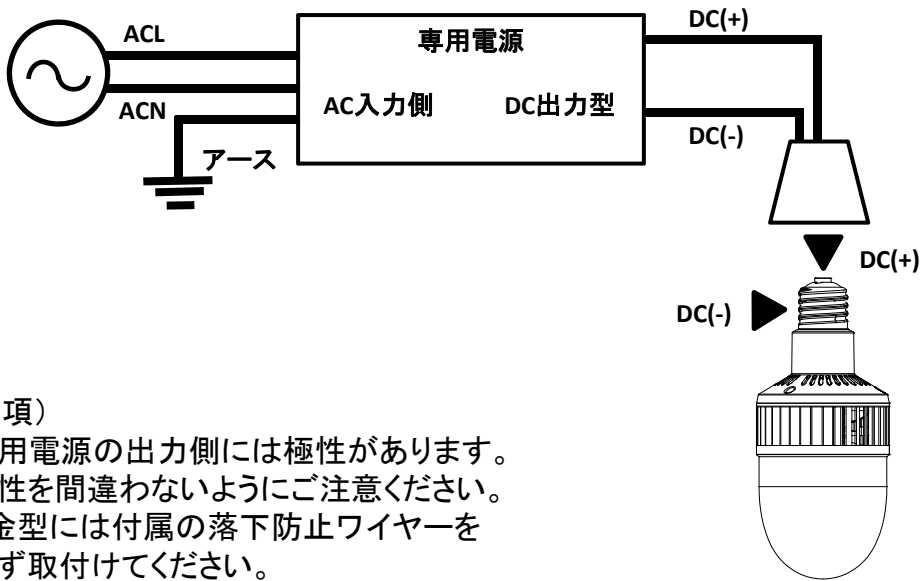 ACL
専用電源
DC(+)
ACN
AC入力側
DC出力型
DC(-)
アース
DC(+)
DC(-)
項）
用電源の出力側には極性があります。
性を間違わないようにご注意ください。
金型には付属の落下防止ワイヤーを
ず取付けてください。